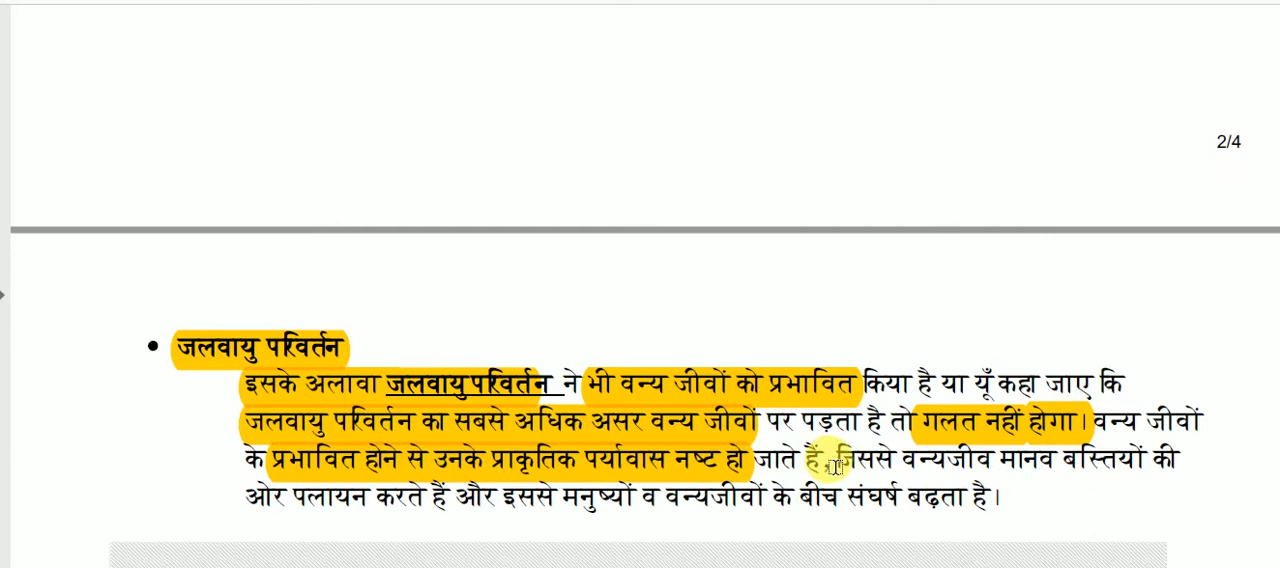 2/4
• जलवायु परिवर्तन
इसके अलावा जलवायु परिवर्तन ने भी वन्य जीवों को प्रभावित किया है या यूँ कहा जाए कि
जलवायु परिवर्तन का सबसे अधिक असर वन्य जीवों पर पड़ता है तो गलत नहीं होगा। वन्य जीवों
के प्रभावित होने से उनके प्राकृतिक पर्यावास नष्ट हो जाते हैं, जिससे वन्यजीव मानव बस्तियों की
ओर पलायन करते हैं और इससे मनुष्यों व वन्यजीवों के बीच संघर्ष बढ़ता है।